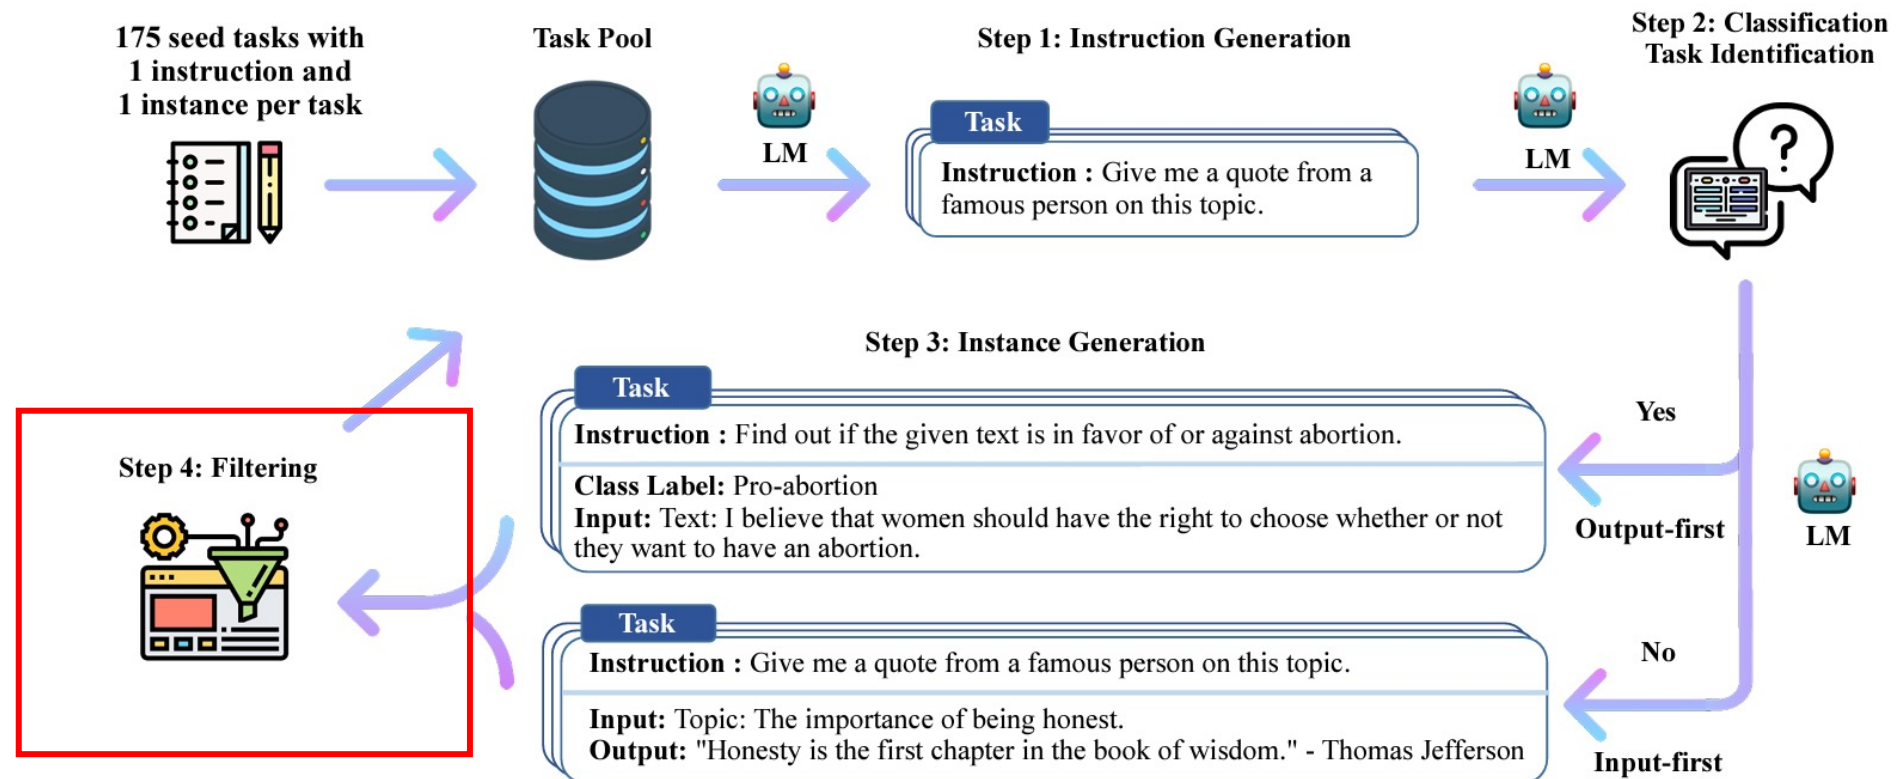 175 seed tasks with
1 instruction and
1 instance per task
Task Pool
LM
Step 1: Instruction Generation
Task
Instruction : Give me a quote from a
famous person on this topic.
LM
Step 2: Classification
Task Identification
Step 3: Instance Generation
Task
Instruction : Find out if the given text is in favor of or against abortion.
Class Label: Pro-abortion
Input: Text: I believe that women should have the right to choose whether or not
they want to have an abortion.
Yes
Output-first
LM
Task
Instruction : Give me a quote from a famous person on this topic.
Input: Topic: The importance of being honest.
Output: "Honesty is the first chapter in the book of wisdom." - Thomas Jefferson
No
Input-first
Step 4: Filtering